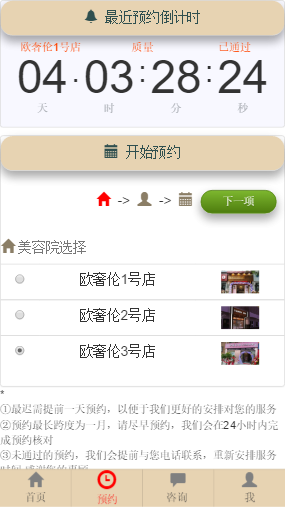 最近预约倒计时
欧奢伦1号店 质量 已通过
04.03:28:24
天 时 分 秒
开始预约
-> -> 下一项
美容院选择
欧奢伦1号店
欧奢伦2号店
欧奢伦3号店
*
①最迟需提前一天预约，以便于我们更好的安排对您的服务
②预约最长跨度为一月，请尽早预约，我们会在24小时内完
成预约核对
③未通过的预约，我们会提前与您电话联系，重新安排服务
时间,感谢您的惠顾
首页 预约 咨询 我